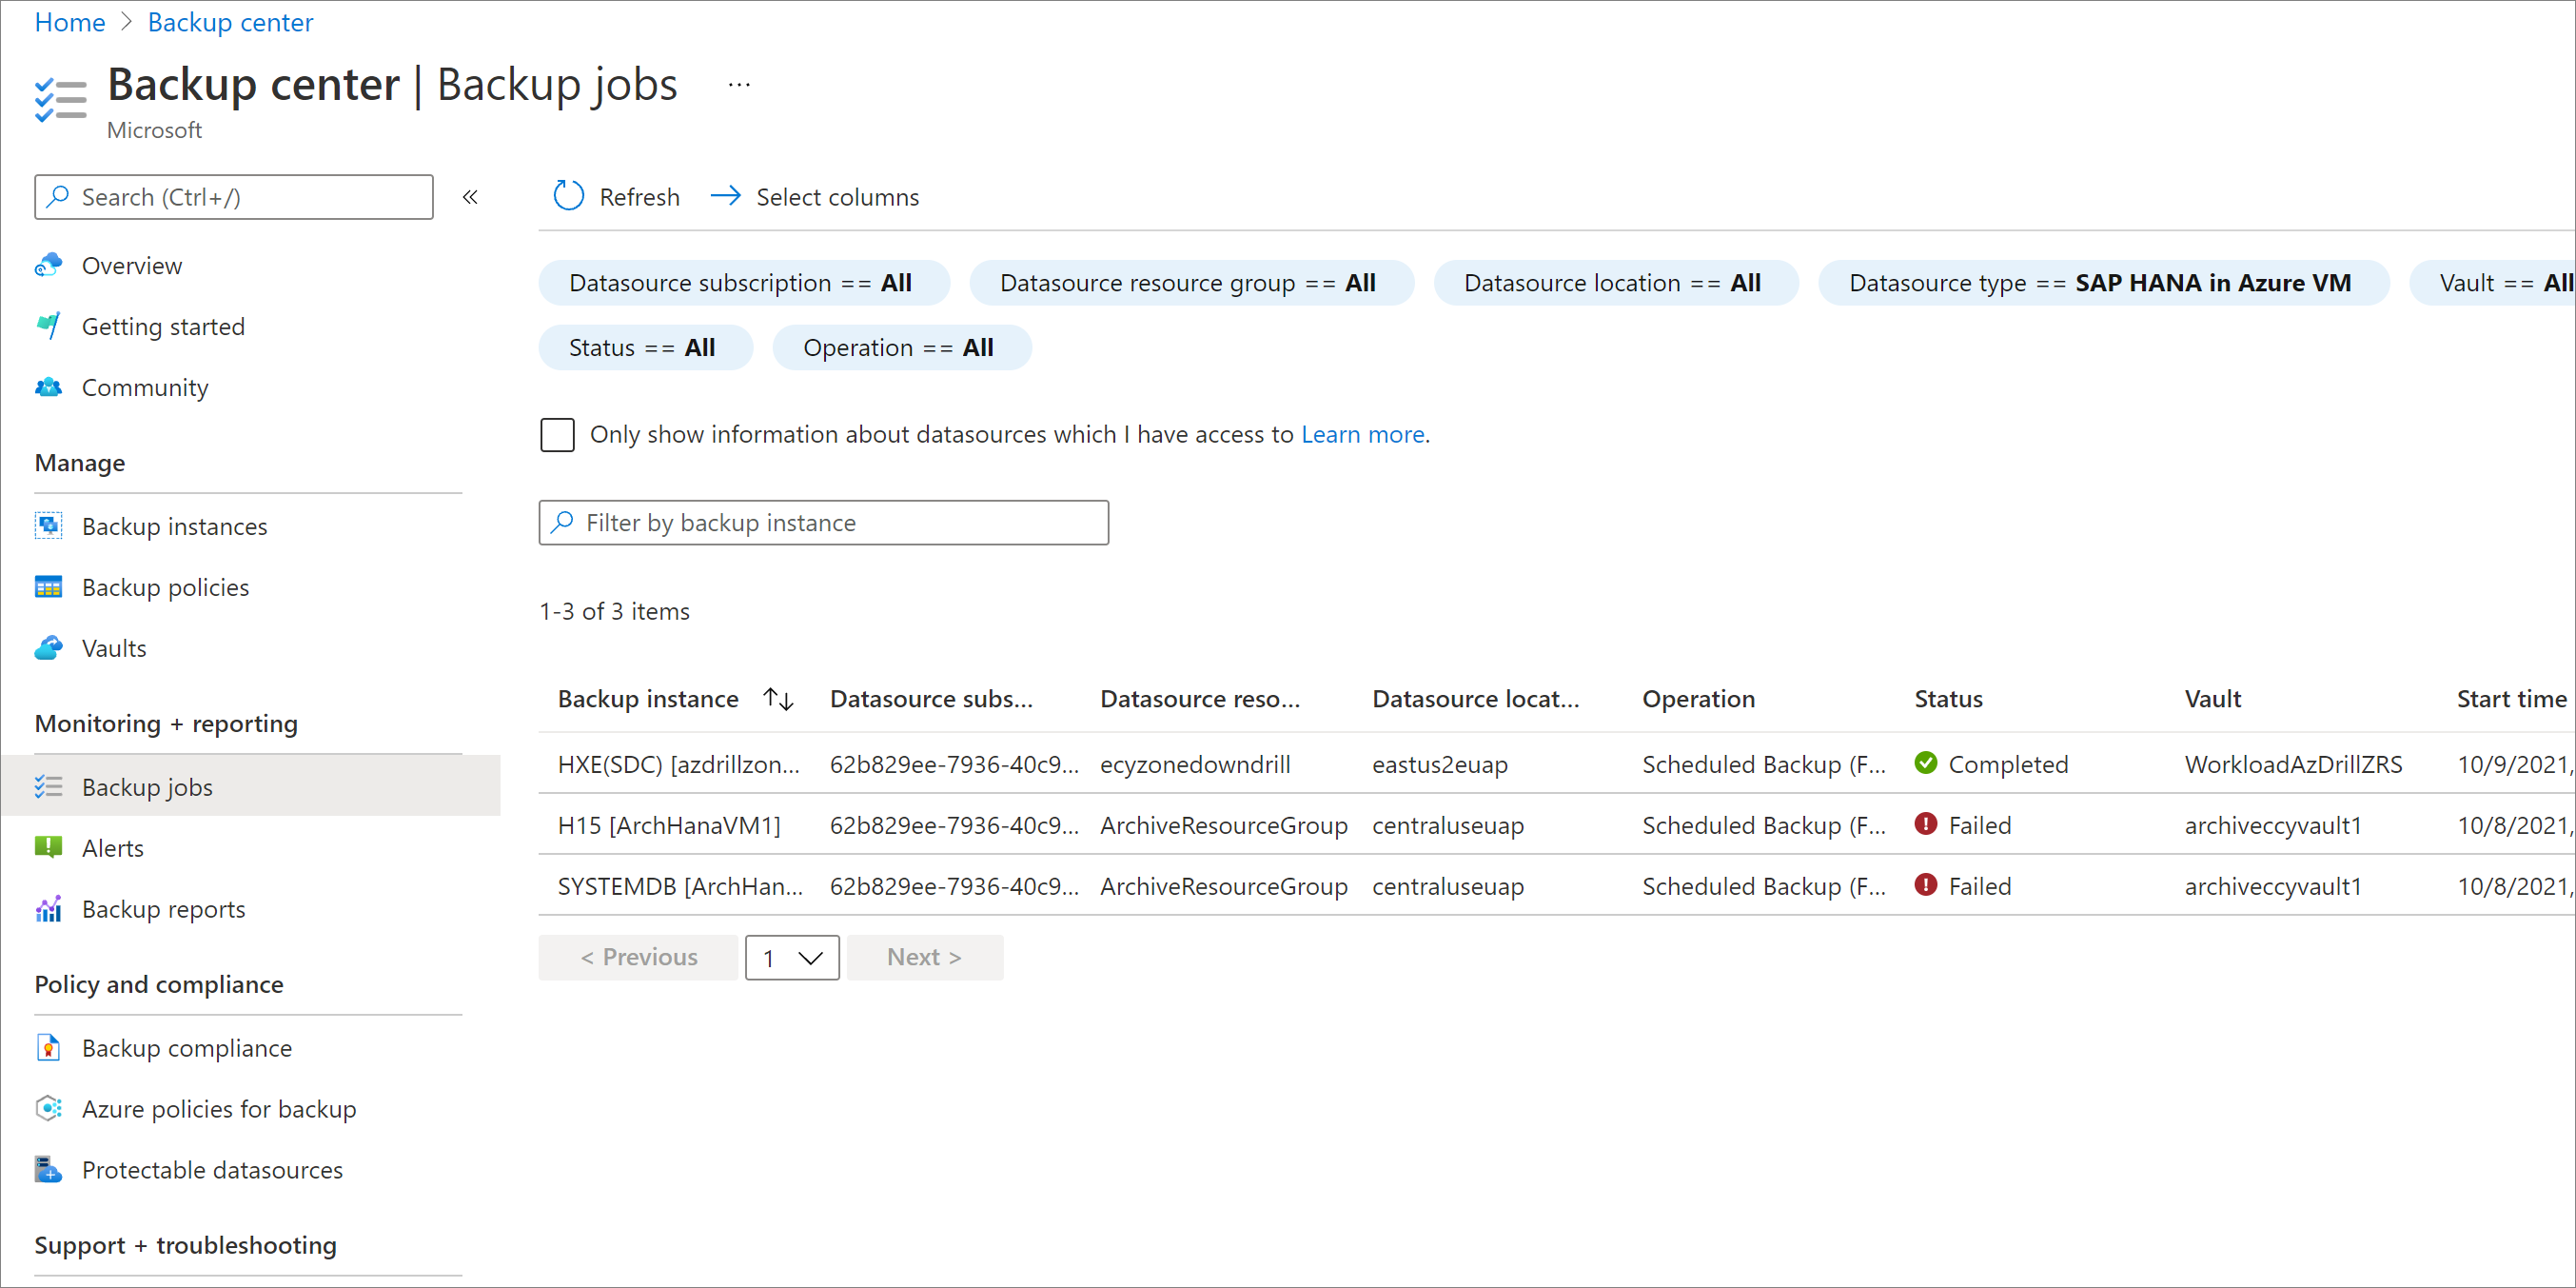 Home > Backup center
Backup center | Backup jobs ...
Microsoft
Search (Ctrl+/)
«
Overview
Getting started
Community
Manage
Backup instances
Backup policies
Vaults
Monitoring + reporting
Backup jobs
Alerts
Backup reports
Policy and compliance
Backup compliance
Azure policies for backup
Protectable datasources
Support + troubleshooting
Refresh Select columns
Datasource subscription == All Datasource resource group == All Datasource location == All Datasource type == SAP HANA in Azure VM Vault == All
Status == All Operation == All
Only show information about datasources which I have access to Learn more.
Filter by backup instance
1-3 of 3 items
Backup instance ↑↓ Datasource subs... Datasource reso... Datasource locat... Operation Status Vault Start time
HXE(SDC) [azdrillzon... 62b829ee-7936-40c9... ecyzonedowndrill eastus2euap Scheduled Backup (F... Completed WorkloadAzDrillZRS 10/9/2021,
H15 [ArchHanaVM1] 62b829ee-7936-40c9... ArchiveResourceGroup centraluseuap Scheduled Backup (F... Failed archiveccyvault1 10/8/2021,
SYSTEMDB [ArchHan... 62b829ee-7936-40c9... ArchiveResourceGroup centraluseuap Scheduled Backup (F... Failed archiveccyvault1 10/8/2021,
< Previous 1 Next >